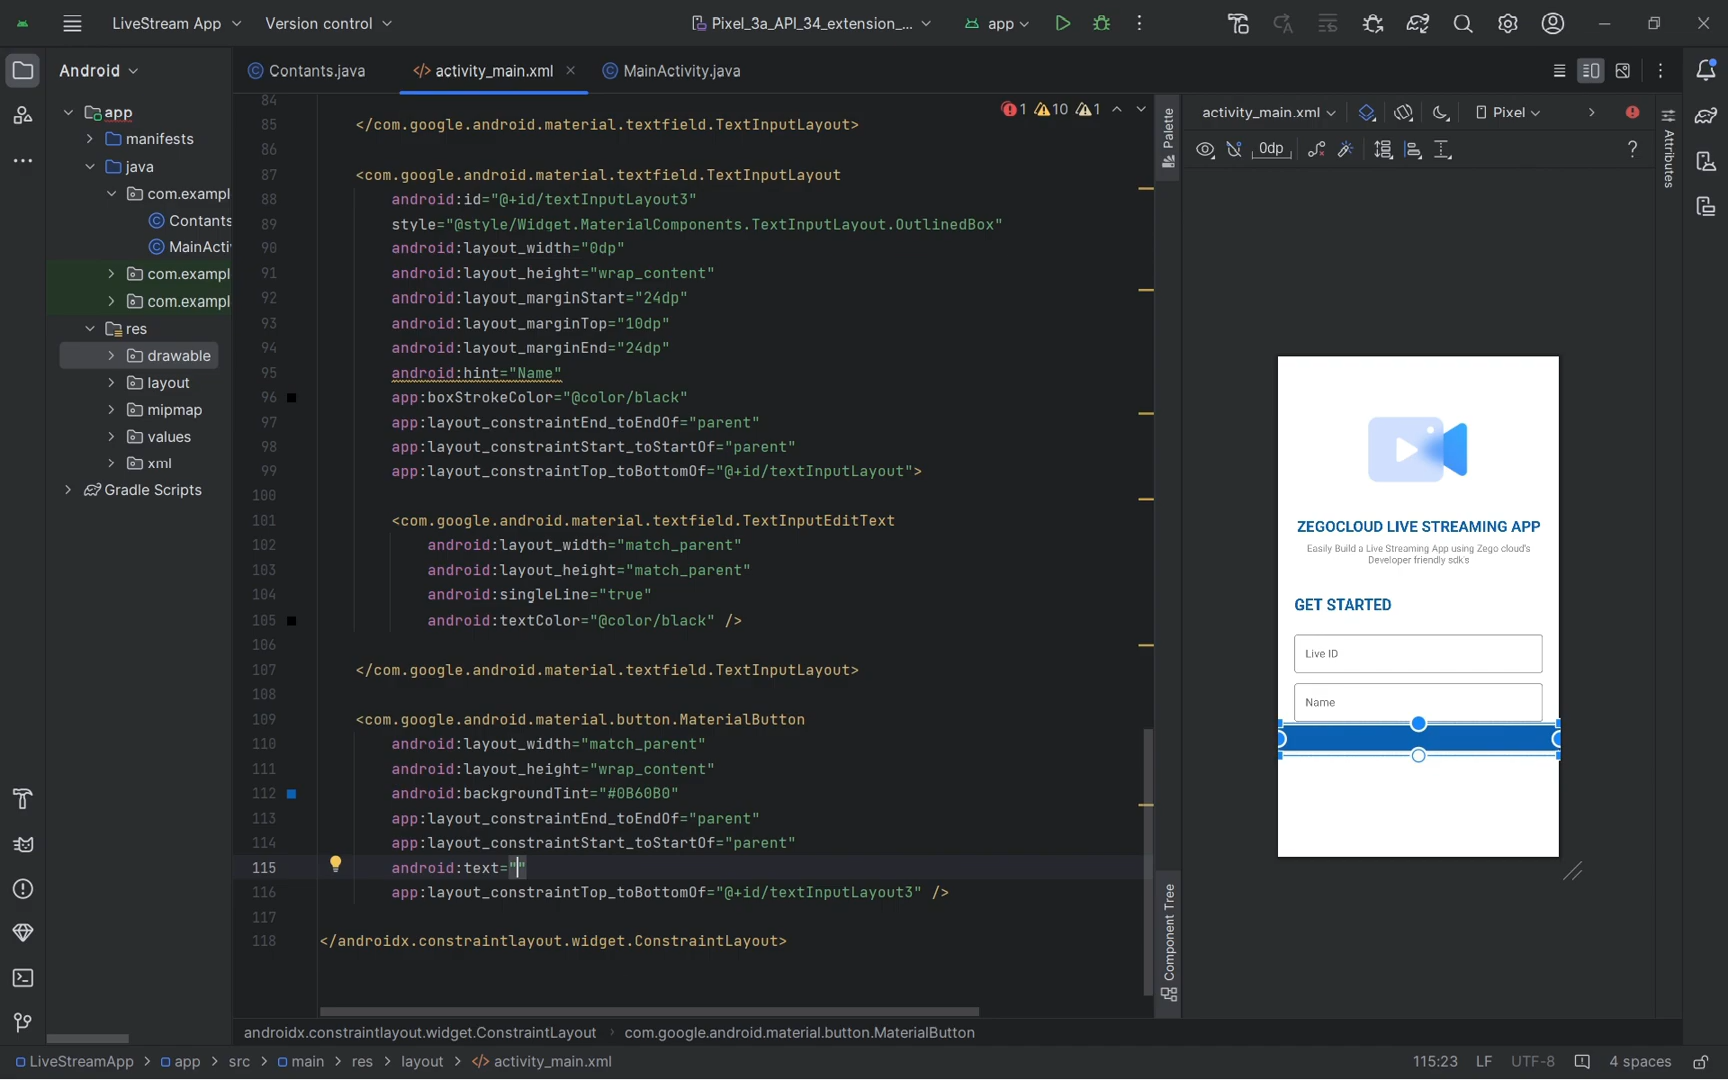 LiveStream App
Version control
Pixel_3a_API_34_extension_...
app
Android
Contants.java
activity_main.xml
MainActivity.java
app
manifests
java
com.exampl
Contants
MainActi
com.exampl
com.exampl
res
drawable
layout
mipmap
values
xml
Gradle Scripts
1 10 1
84
85 </com.google.android.material.textfield.TextInputLayout>
86
87 <com.google.android.material.textfield.TextInputLayout
88 android:id="@+id/textInputLayout3"
89 style="@style/Widget.MaterialComponents.TextInputLayout.OutlinedBox"
90 android:layout_width="0dp"
91 android:layout_height="wrap_content"
92 android:layout_marginStart="24dp"
93 android:layout_marginTop="10dp"
94 android:layout_marginEnd="24dp"
95 android:hint="Name"
96 app:boxStrokeColor="@color/black"
97 app:layout_constraintEnd_toEndOf="parent"
98 app:layout_constraintStart_toStartOf="parent"
99 app:layout_constraintTop_toBottomOf="@+id/textInputLayout">
100
101 <com.google.android.material.textfield.TextInputEditText
102 android:layout_width="match_parent"
103 android:layout_height="match_parent"
104 android:singleLine="true"
105 android:textColor="@color/black" />
106
107 </com.google.android.material.textfield.TextInputLayout>
108
109 <com.google.android.material.button.MaterialButton
110 android:layout_width="match_parent"
111 android:layout_height="wrap_content"
112 android:backgroundTint="#0B60B0"
113 app:layout_constraintEnd_toEndOf="parent"
114 app:layout_constraintStart_toStartOf="parent"
115 android:text=""
116 app:layout_constraintTop_toBottomOf="@+id/textInputLayout3" />
117
118 </androidx.constraintlayout.widget.ConstraintLayout>
Palette
Component Tree
activity_main.xml
Pixel
0dp
?
Attributes
ZEGOCLOUD LIVE STREAMING APP
Easily Build a Live Streaming App using Zego cloud's
Developer friendly sdk's
GET STARTED
Live ID
Name
androidx.constraintlayout.widget.ConstraintLayout
com.google.android.material.button.MaterialButton
LiveStreamApp
app
src
main
res
layout
activity_main.xml
115:23
LF
UTF-8
4 spaces